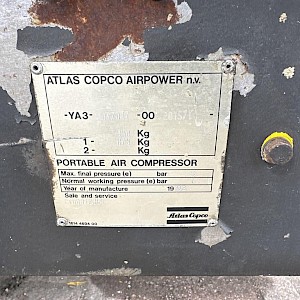 ATLAS COPCO AIRPOWER n.v.
-YA3- -00 -
Kg
1- Kg
2- Kg
PORTABLE AIR COMPRESSOR
Max. final pressure (e) bar
Normal working pressure (e) bar
Year of manufacture 19
Sale and service
Atlas Copco